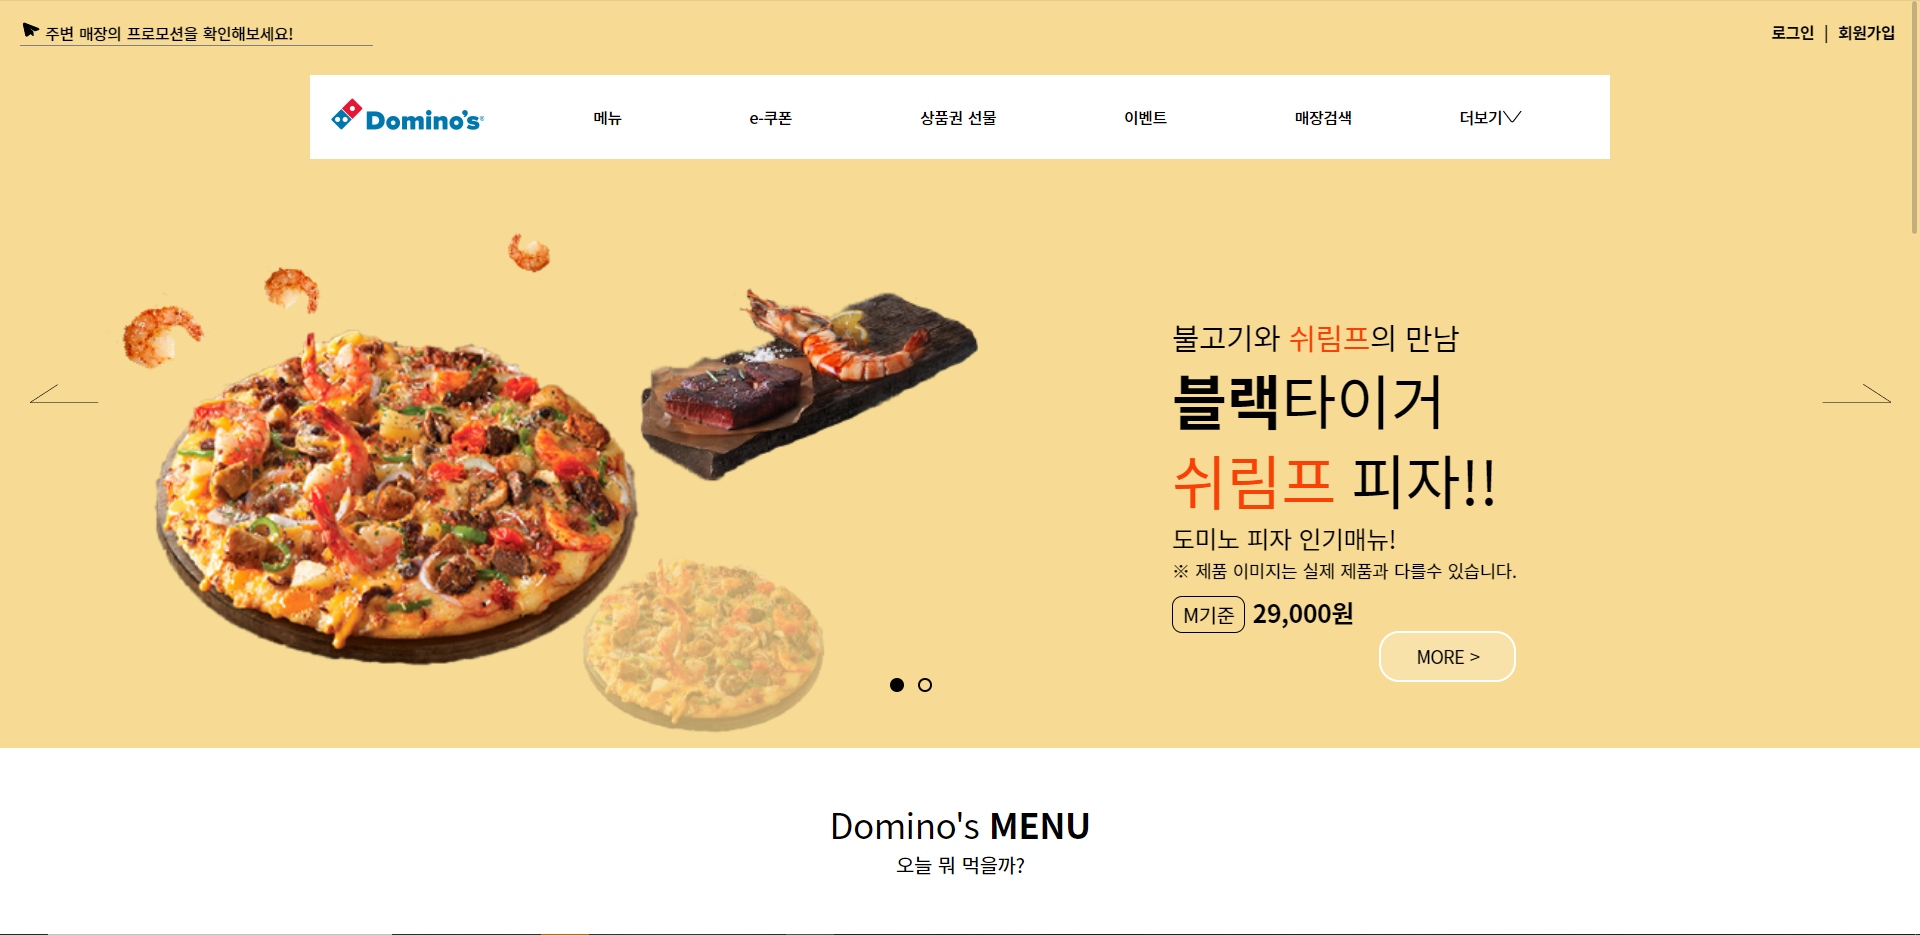 주변 매장의 프로모션을 확인해보세요!
로그인 | 회원가입
Domino's
메뉴
e-쿠폰
상품권 선물
이벤트
매장검색
더보기
불고기와 쉬림프의 만남
블랙타이거
쉬림프 피자!!
도미노 피자 인기매뉴!
※ 제품 이미지는 실제 제품과 다를수 있습니다.
M기준 29,000원
MORE >
Domino's MENU
오늘 뭐 먹을까?